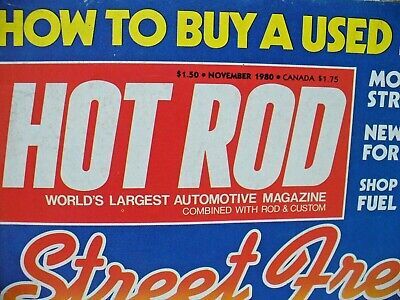 HOW TO BUY A USED
$1.50 • NOVEMBER 1980 • CANADA $1.75
HOT ROD
WORLD'S LARGEST AUTOMOTIVE MAGAZINE
COMBINED WITH ROD & CUSTOM
MO
STR
NEW
FOR
SHOP
FUEL
Street Fre